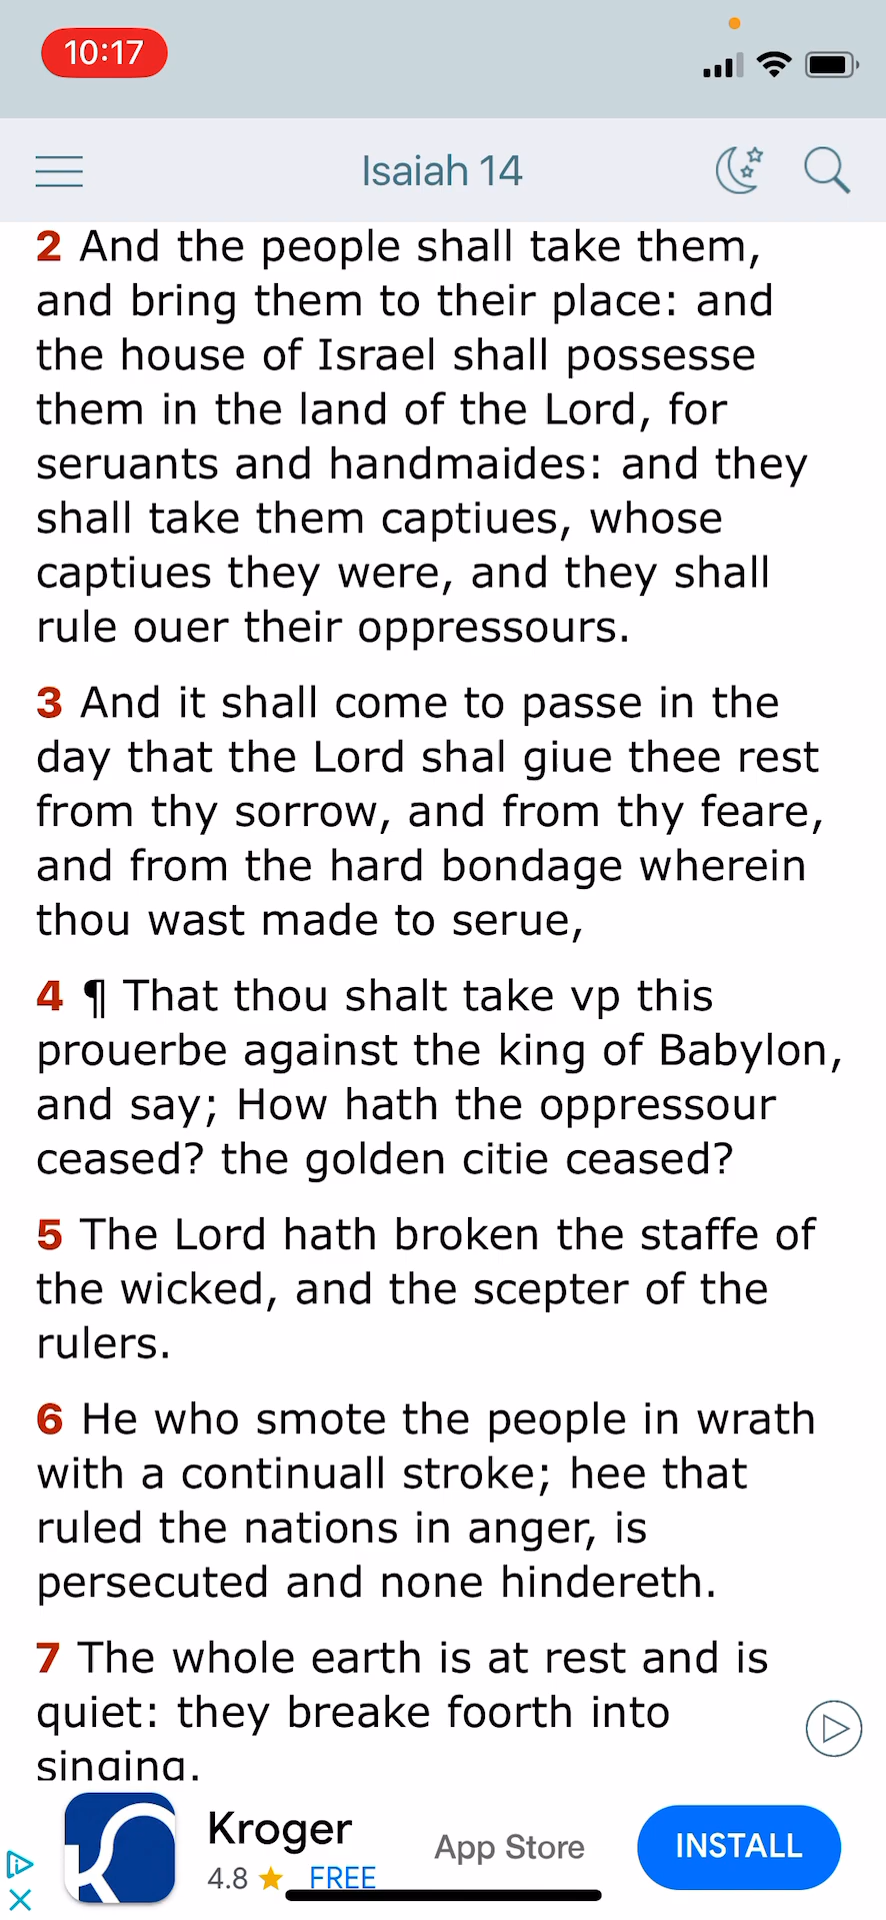 10:17
Isaiah 14
2 And the people shall take them,
and bring them to their place: and
the house of Israel shall possesse
them in the land of the Lord, for
seruants and handmaides: and they
shall take them captiues, whose
captiues they were, and they shall
rule ouer their oppressours.
3 And it shall come to passe in the
day that the Lord shal giue thee rest
from thy sorrow, and from thy feare,
and from the hard bondage wherein
thou wast made to serue,
4 ¶ That thou shalt take vp this
prouerbe against the king of Babylon,
and say; How hath the oppressour
ceased? the golden citie ceased?
5 The Lord hath broken the staffe of
the wicked, and the scepter of the
rulers.
6 He who smote the people in wrath
with a continuall stroke; hee that
ruled the nations in anger, is
persecuted and none hindereth.
7 The whole earth is at rest and is
quiet: they breake foorth into
singing.
Kroger
4.8 ★ FREE
App Store
INSTALL